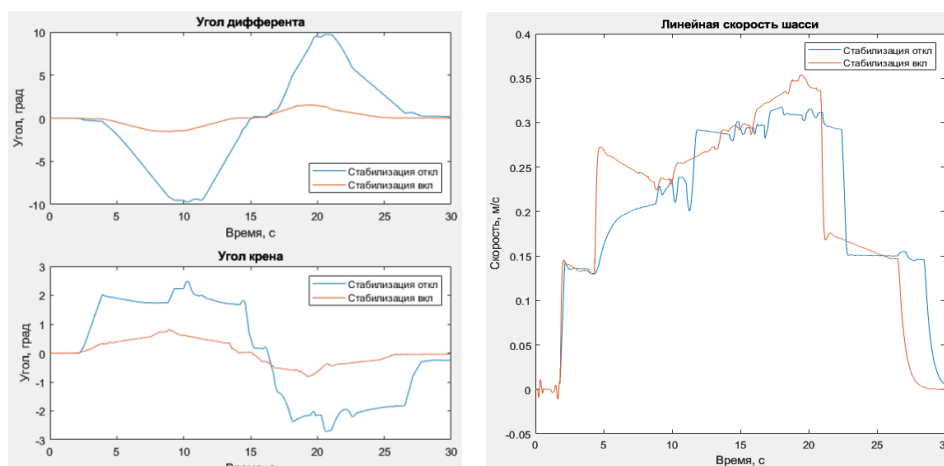 Угол дифферента
10
5
0
-5
-10
Угол, град
Стабилизация откл
Стабилизация вкл
0 5 10 15 20 25 30
Время, с
Угол крена
3
2
1
0
-1
-2
-3
Угол, град
Стабилизация откл
Стабилизация вкл
0 5 10 15 20 25 30
Время, с
Линейная скорость шасси
0.4
0.35
0.3
0.25
0.2
0.15
0.1
0.05
0
-0.05
Скорость, м/с
Стабилизация откл
Стабилизация вкл
0 5 10 15 20 25 30
Время, с